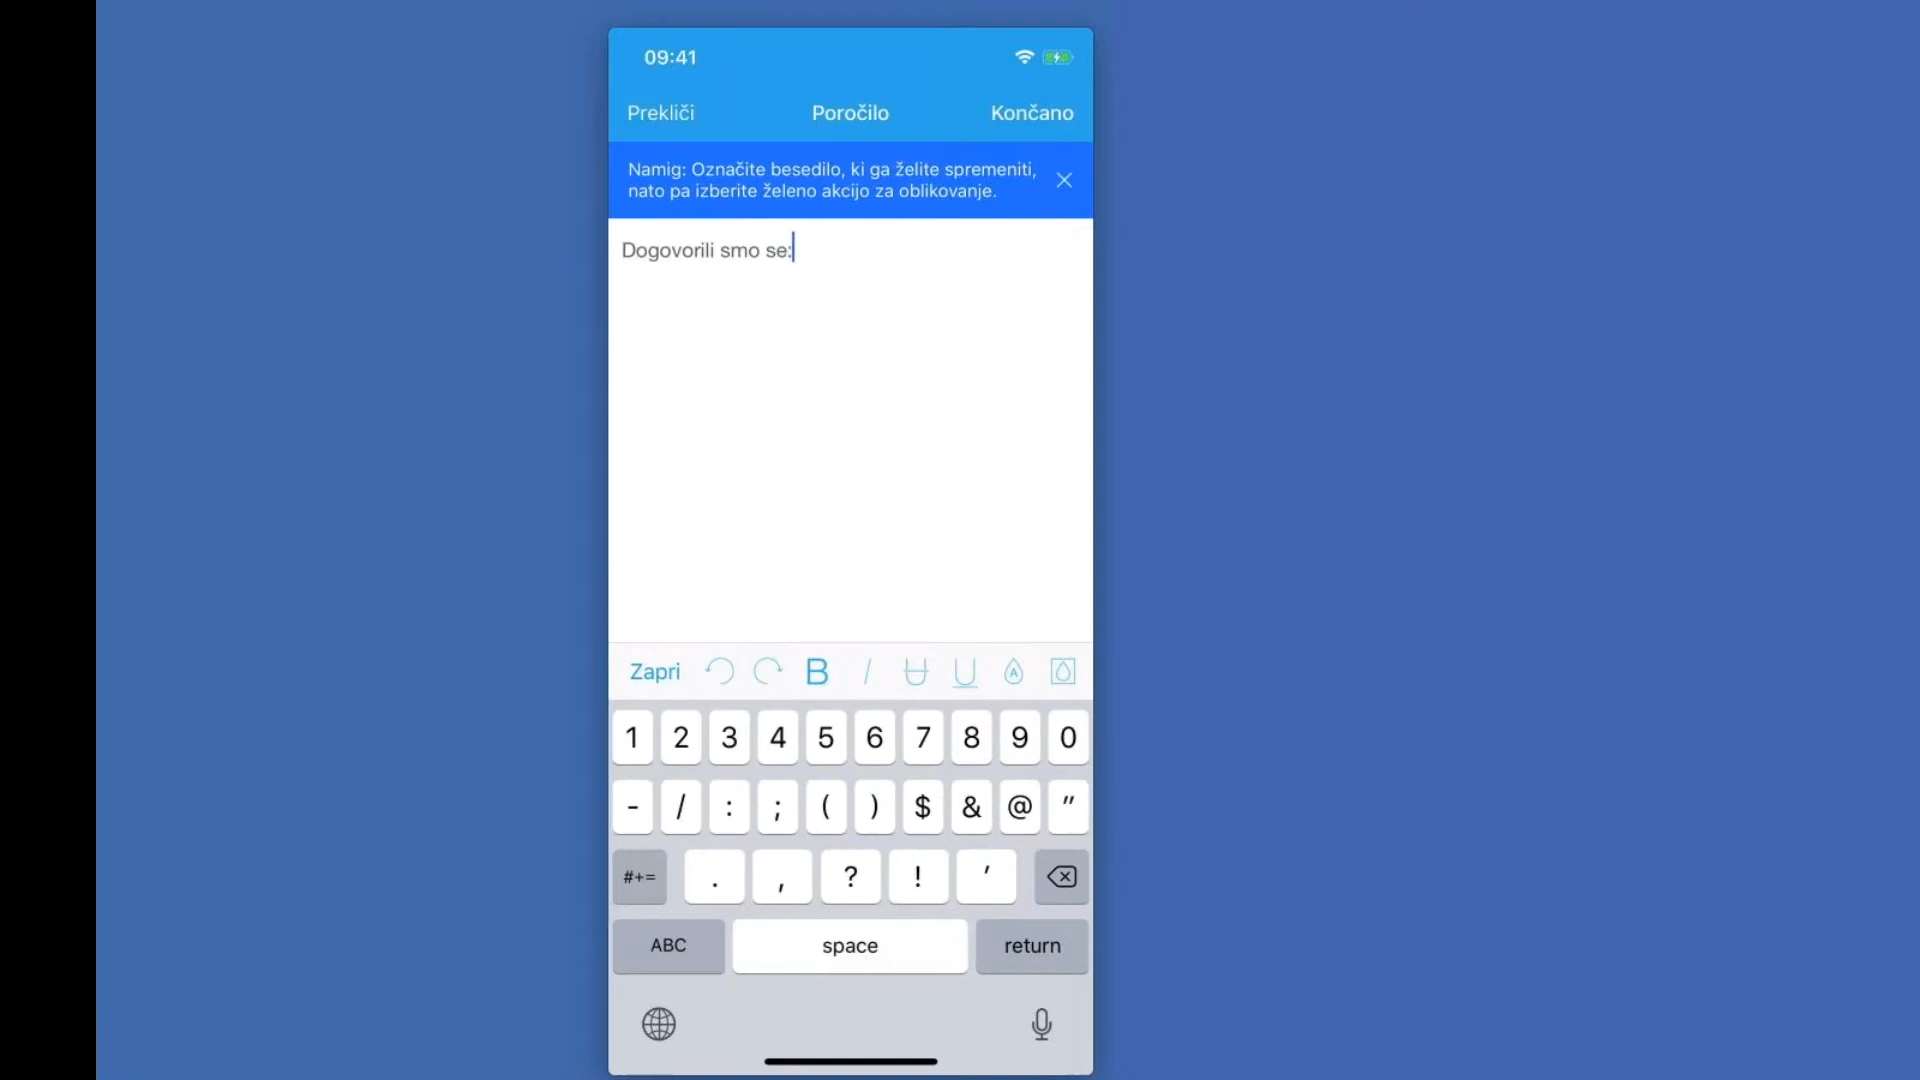 09:41
Prekliči Poročilo Končano
Namig: Označite besedilo, ki ga želite spremeniti,
nato pa izberite želeno akcijo za oblikovanje.
Dogovorili smo se:
Zapri B I U U A
1 2 3 4 5 6 7 8 9 0
- / : ; ( ) $ & @ "
#+= . , ? ! '
ABC space return